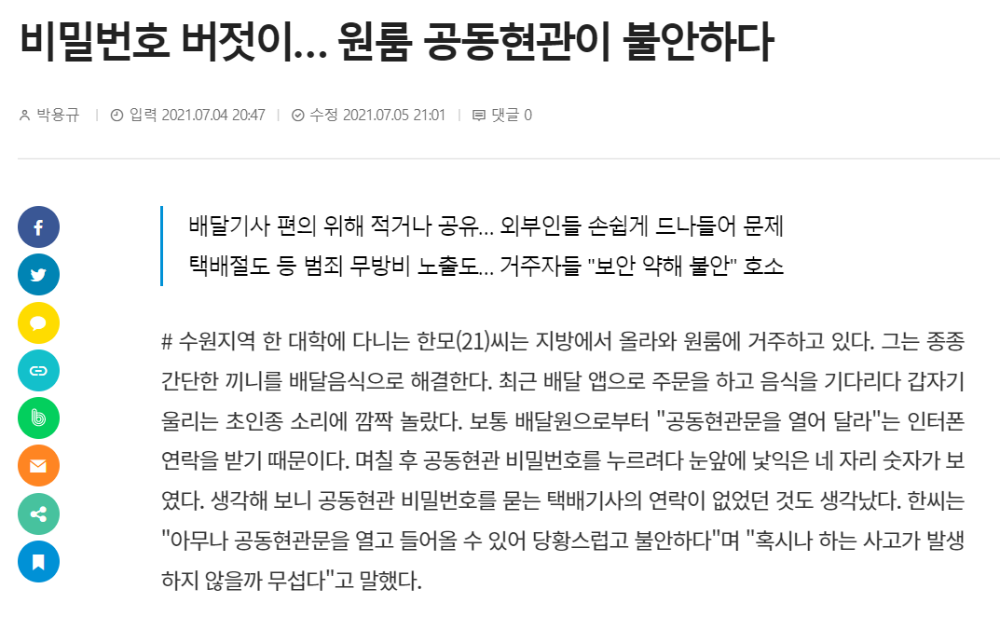 비밀번호 버젓이... 원룸 공동현관이 불안하다
박용규 | 입력 2021.07.04 20:47 | 수정 2021.07.05 21:01 | 댓글 0
배달기사 편의 위해 적거나 공유... 외부인들 손쉽게 드나들어 문제
택배절도 등 범죄 무방비 노출도... 거주자들 "보안 약해 불안" 호소
# 수원지역 한 대학에 다니는 한모(21)씨는 지방에서 올라와 원룸에 거주하고 있다. 그는 종종
간단한 끼니를 배달음식으로 해결한다. 최근 배달 앱으로 주문을 하고 음식을 기다리다 갑자기
울리는 초인종 소리에 깜짝 놀랐다. 보통 배달원으로부터 "공동현관문을 열어 달라"는 인터폰
연락을 받기 때문이다. 며칠 후 공동현관 비밀번호를 누르려다 눈앞에 낯익은 네 자리 숫자가 보
였다. 생각해 보니 공동현관 비밀번호를 묻는 택배기사의 연락이 없었던 것도 생각났다. 한씨는
"아무나 공동현관문을 열고 들어올 수 있어 당황스럽고 불안하다"며 "혹시나 하는 사고가 발생
하지 않을까 무섭다"고 말했다.